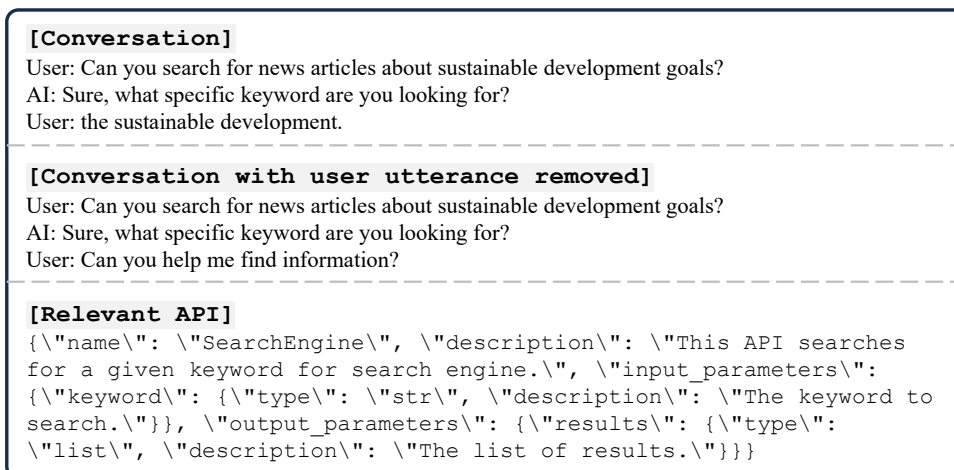 [Conversation]
User: Can you search for news articles about sustainable development goals?
AI: Sure, what specific keyword are you looking for?
User: the sustainable development.
[Conversation with user utterance removed]
User: Can you search for news articles about sustainable development goals?
AI: Sure, what specific keyword are you looking for?
User: Can you help me find information?
[Relevant API]
{\"name\": \"SearchEngine\", \"description\": \"This API searches
for a given keyword for search engine.\", \"input_parameters\":
{\"keyword\": {\"type\": \"str\", \"description\": \"The keyword to
search.\"}}, \"output_parameters\": {\"results\": {\"type\":
\"list\", \"description\": \"The list of results.\"}}}